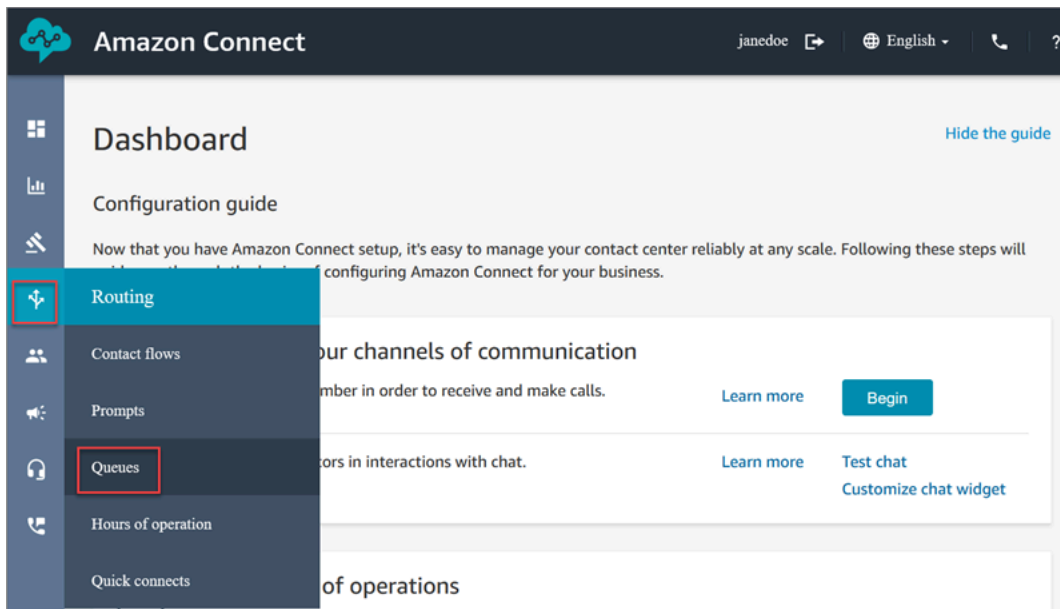 Amazon Connect
janedoe
English
?
Dashboard
Hide the guide
Configuration guide
Now that you have Amazon Connect setup, it's easy to manage your contact center reliably at any scale. Following these steps will
configuring Amazon Connect for your business.
Routing
Contact flows
Prompts
Queues
Hours of operation
Quick connects
our channels of communication
mber in order to receive and make calls.
Learn more
Begin
tors in interactions with chat.
Learn more
Test chat
Customize chat widget
of operations